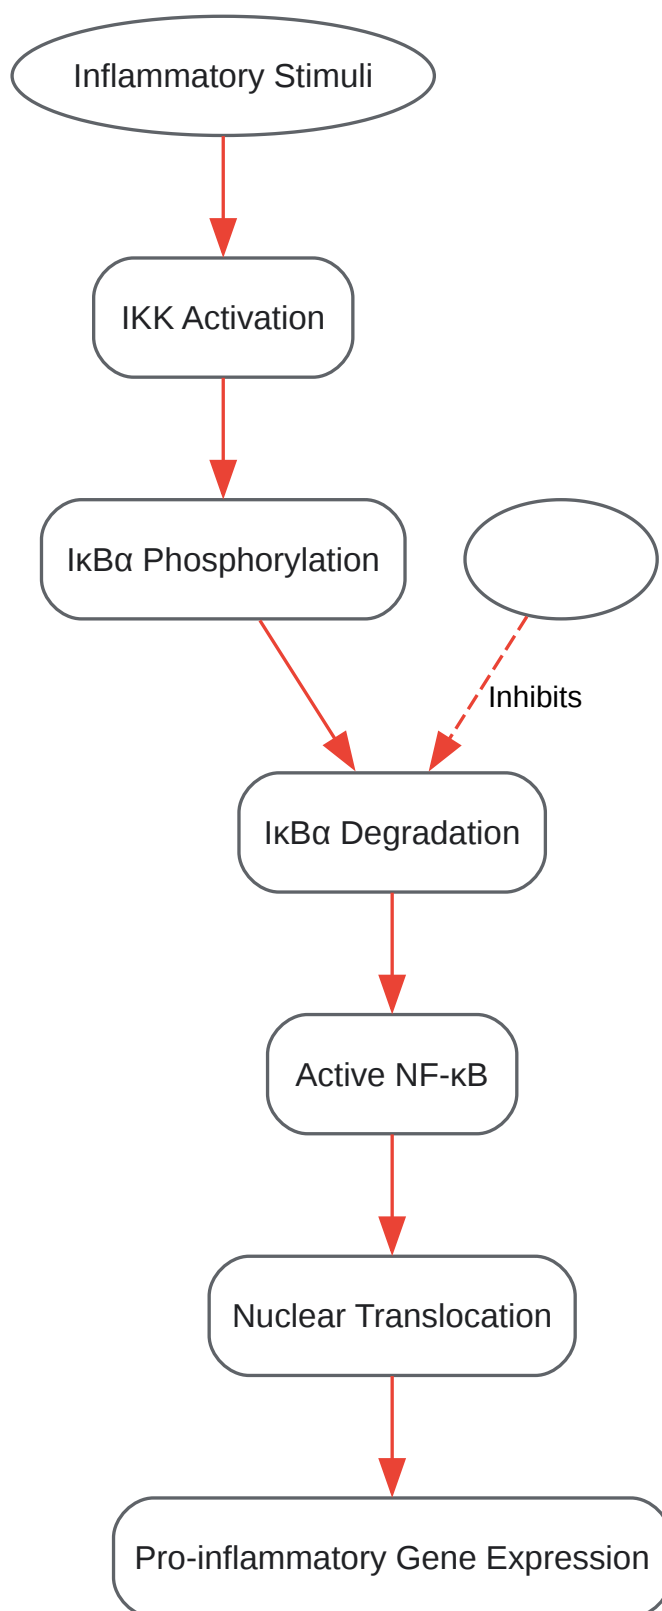 Inflammatory Stimuli
IKK Activation
IκBα Phosphorylation
Inhibits
IκBα Degradation
Active NF-κB
Nuclear Translocation
Pro-inflammatory Gene Expression